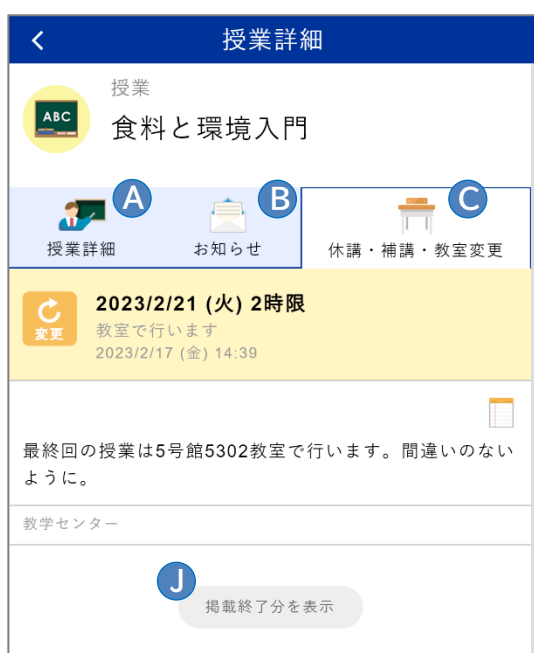 授業詳細
授業
ABC
食料と環境入門
A
B
C
授業詳細
お知らせ
休講・補講・教室変更
2023/2/21 (火) 2時限
変更
教室で行います
2023/2/17 (金) 14:39
最終回の授業は5号館5302教室で行います。間違いのない
ように。
教学センター
J
掲載終了分を表示